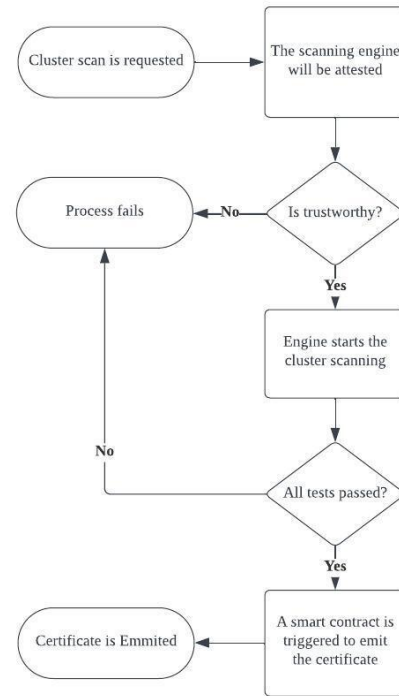 Cluster scan is requested
The scanning engine
will be attested
Is trustworthy?
No
Process fails
Yes
Engine starts the
cluster scanning
All tests passed?
No
Yes
A smart contract is
triggered to emit
the certificate
Certificate is Emmited